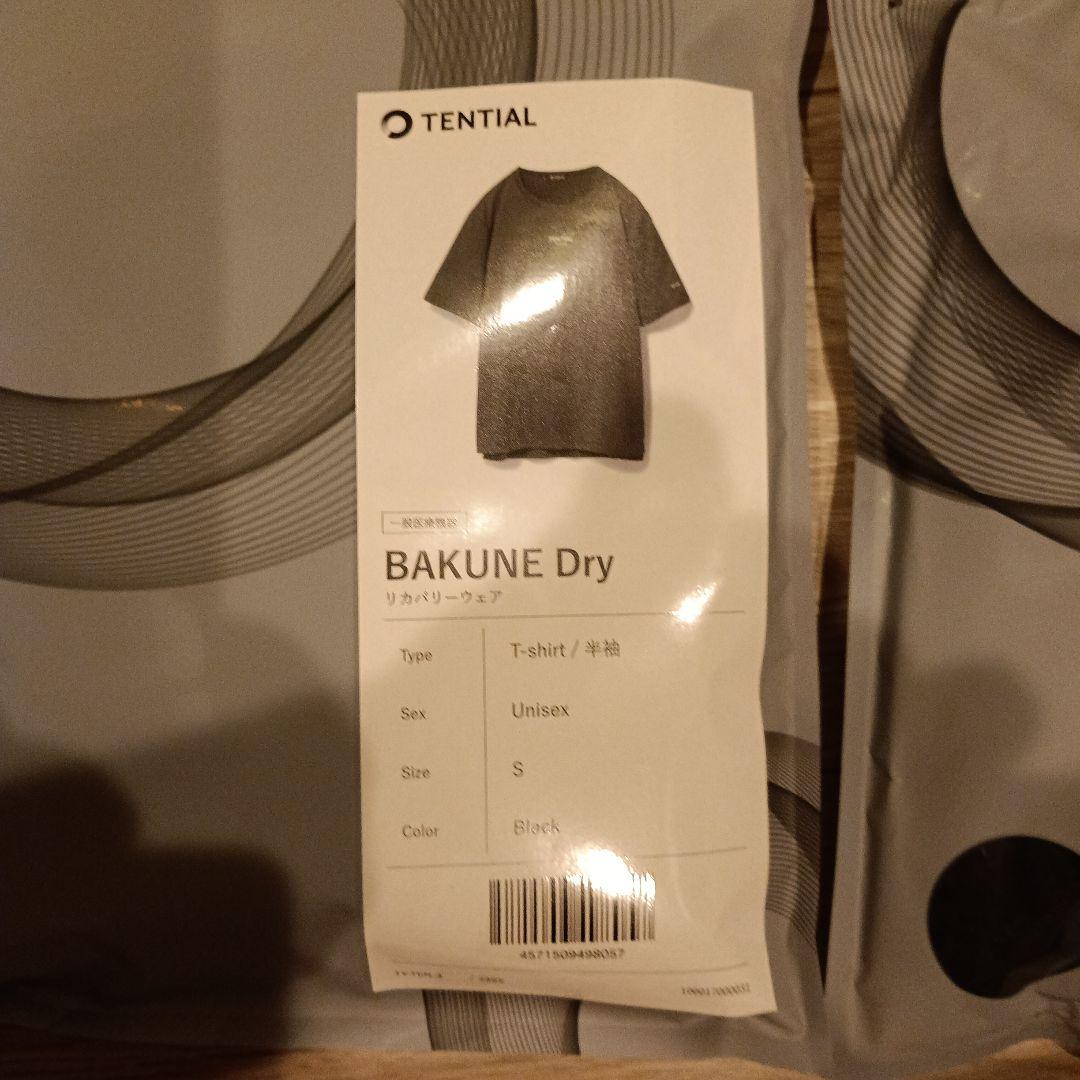 TENTIAL
一般医療機器
BAKUNE Dry
リカバリーウェア
Type T-shirt / 半袖
Sex Unisex
Size S
Color Black
4571509498057
100017000031